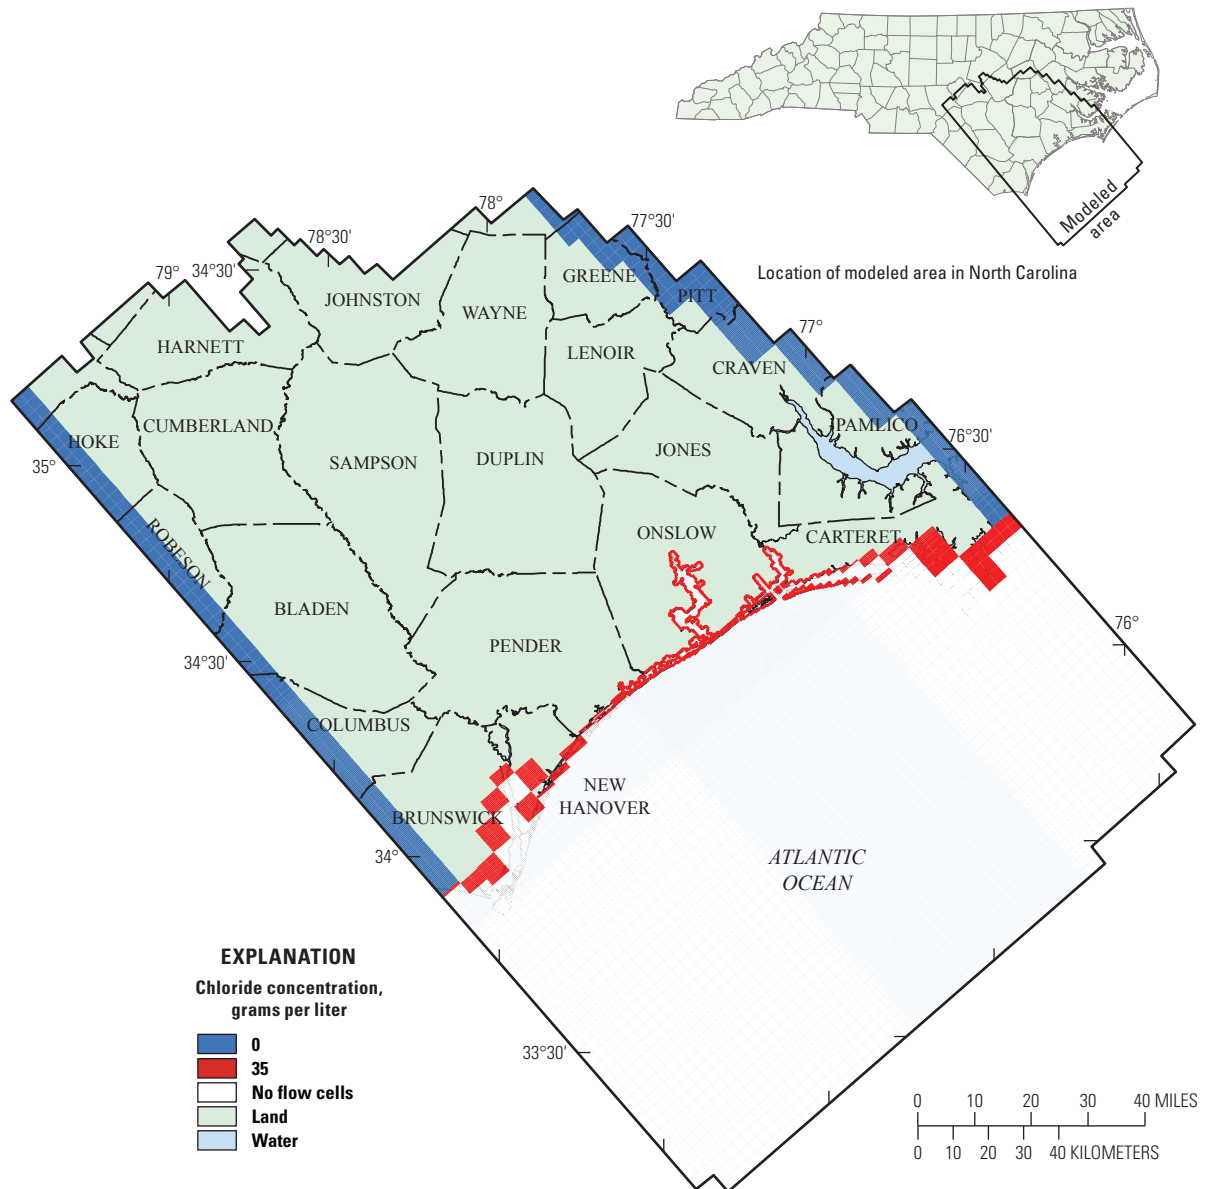 Modeled
area
Location of modeled area in North Carolina
78°
77°30'
78°30'
79°
34°30'
GREENE
PITT
JOHNSTON
WAYNE
77°
HARNETT
LENOIR
CRAVEN
CUMBERLAND
PAMLICO
HOKE
76°30'
35°
SAMPSON
DUPLIN
JONES
ROBESON
ONSLOW
CARTERET
BLADEN
76°
PENDER
34°30'
COLUMBUS
NEW
HANOVER
BRUNSWICK
34°
ATLANTIC
OCEAN
EXPLANATION
Chloride concentration,
grams per liter
0
35
No flow cells
Land
Water
33°30'
0 10 20 30 40 MILES
0 10 20 30 40 KILOMETERS